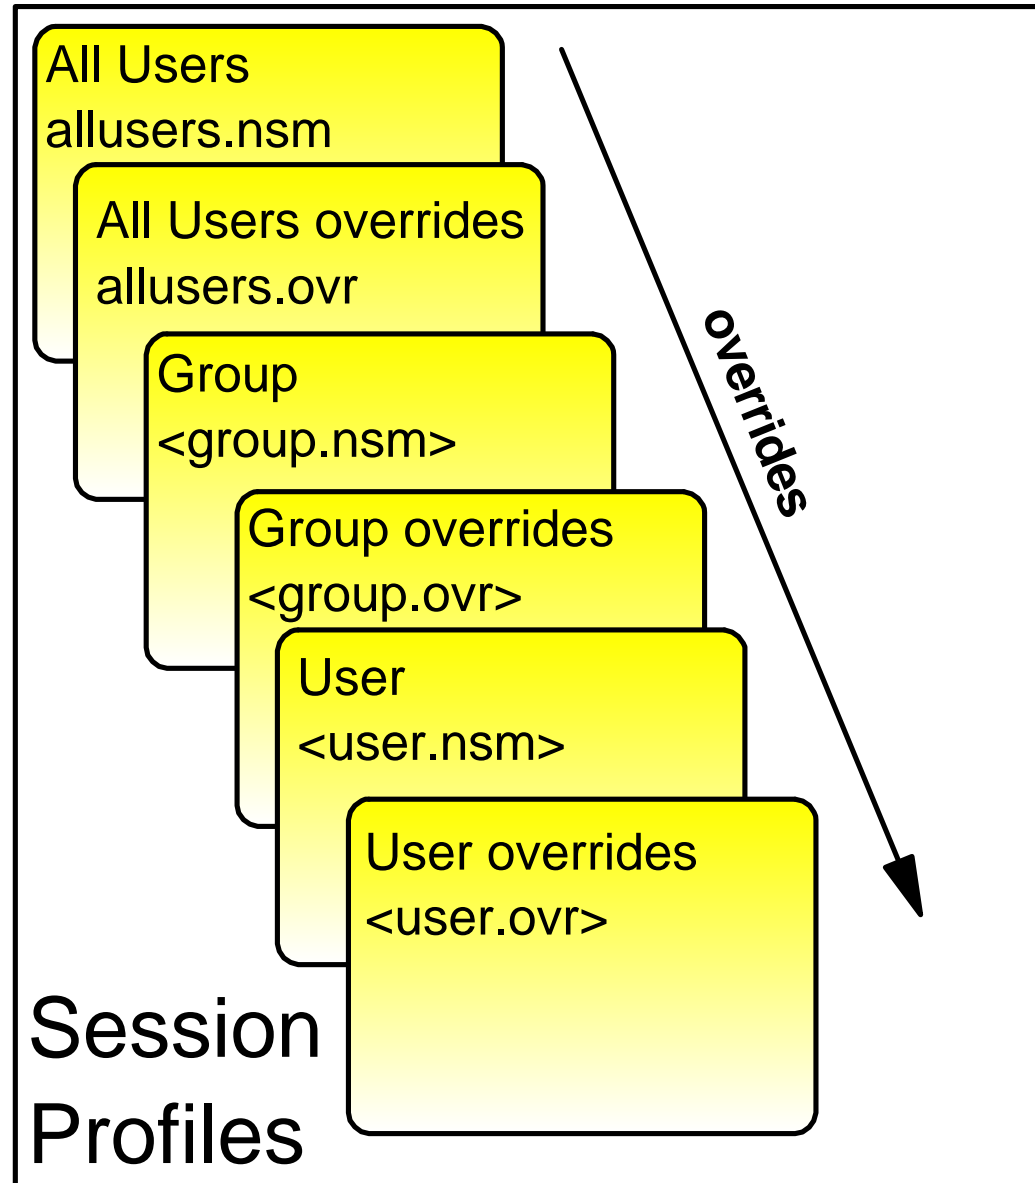 All Users
allusers.nsm
All Users overrides
allusers.ovr
Group
<group.nsm>
Group overrides
<group.ovr>
User
<user.nsm>
User overrides
<user.ovr>
overrides
Session
Profiles